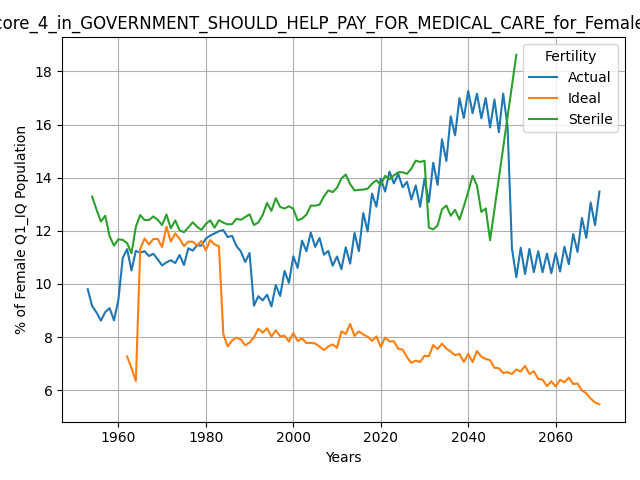 core_4_in_GOVERNMENT_SHOULD_HELP_PAY_FOR_MEDICAL_CARE_for_Female
Fertility
Actual
Ideal
Sterile
% of Female Q1_IQ Population
18
16
14
12
10
8
6
1960
1980
2000
2020
2040
2060
Years